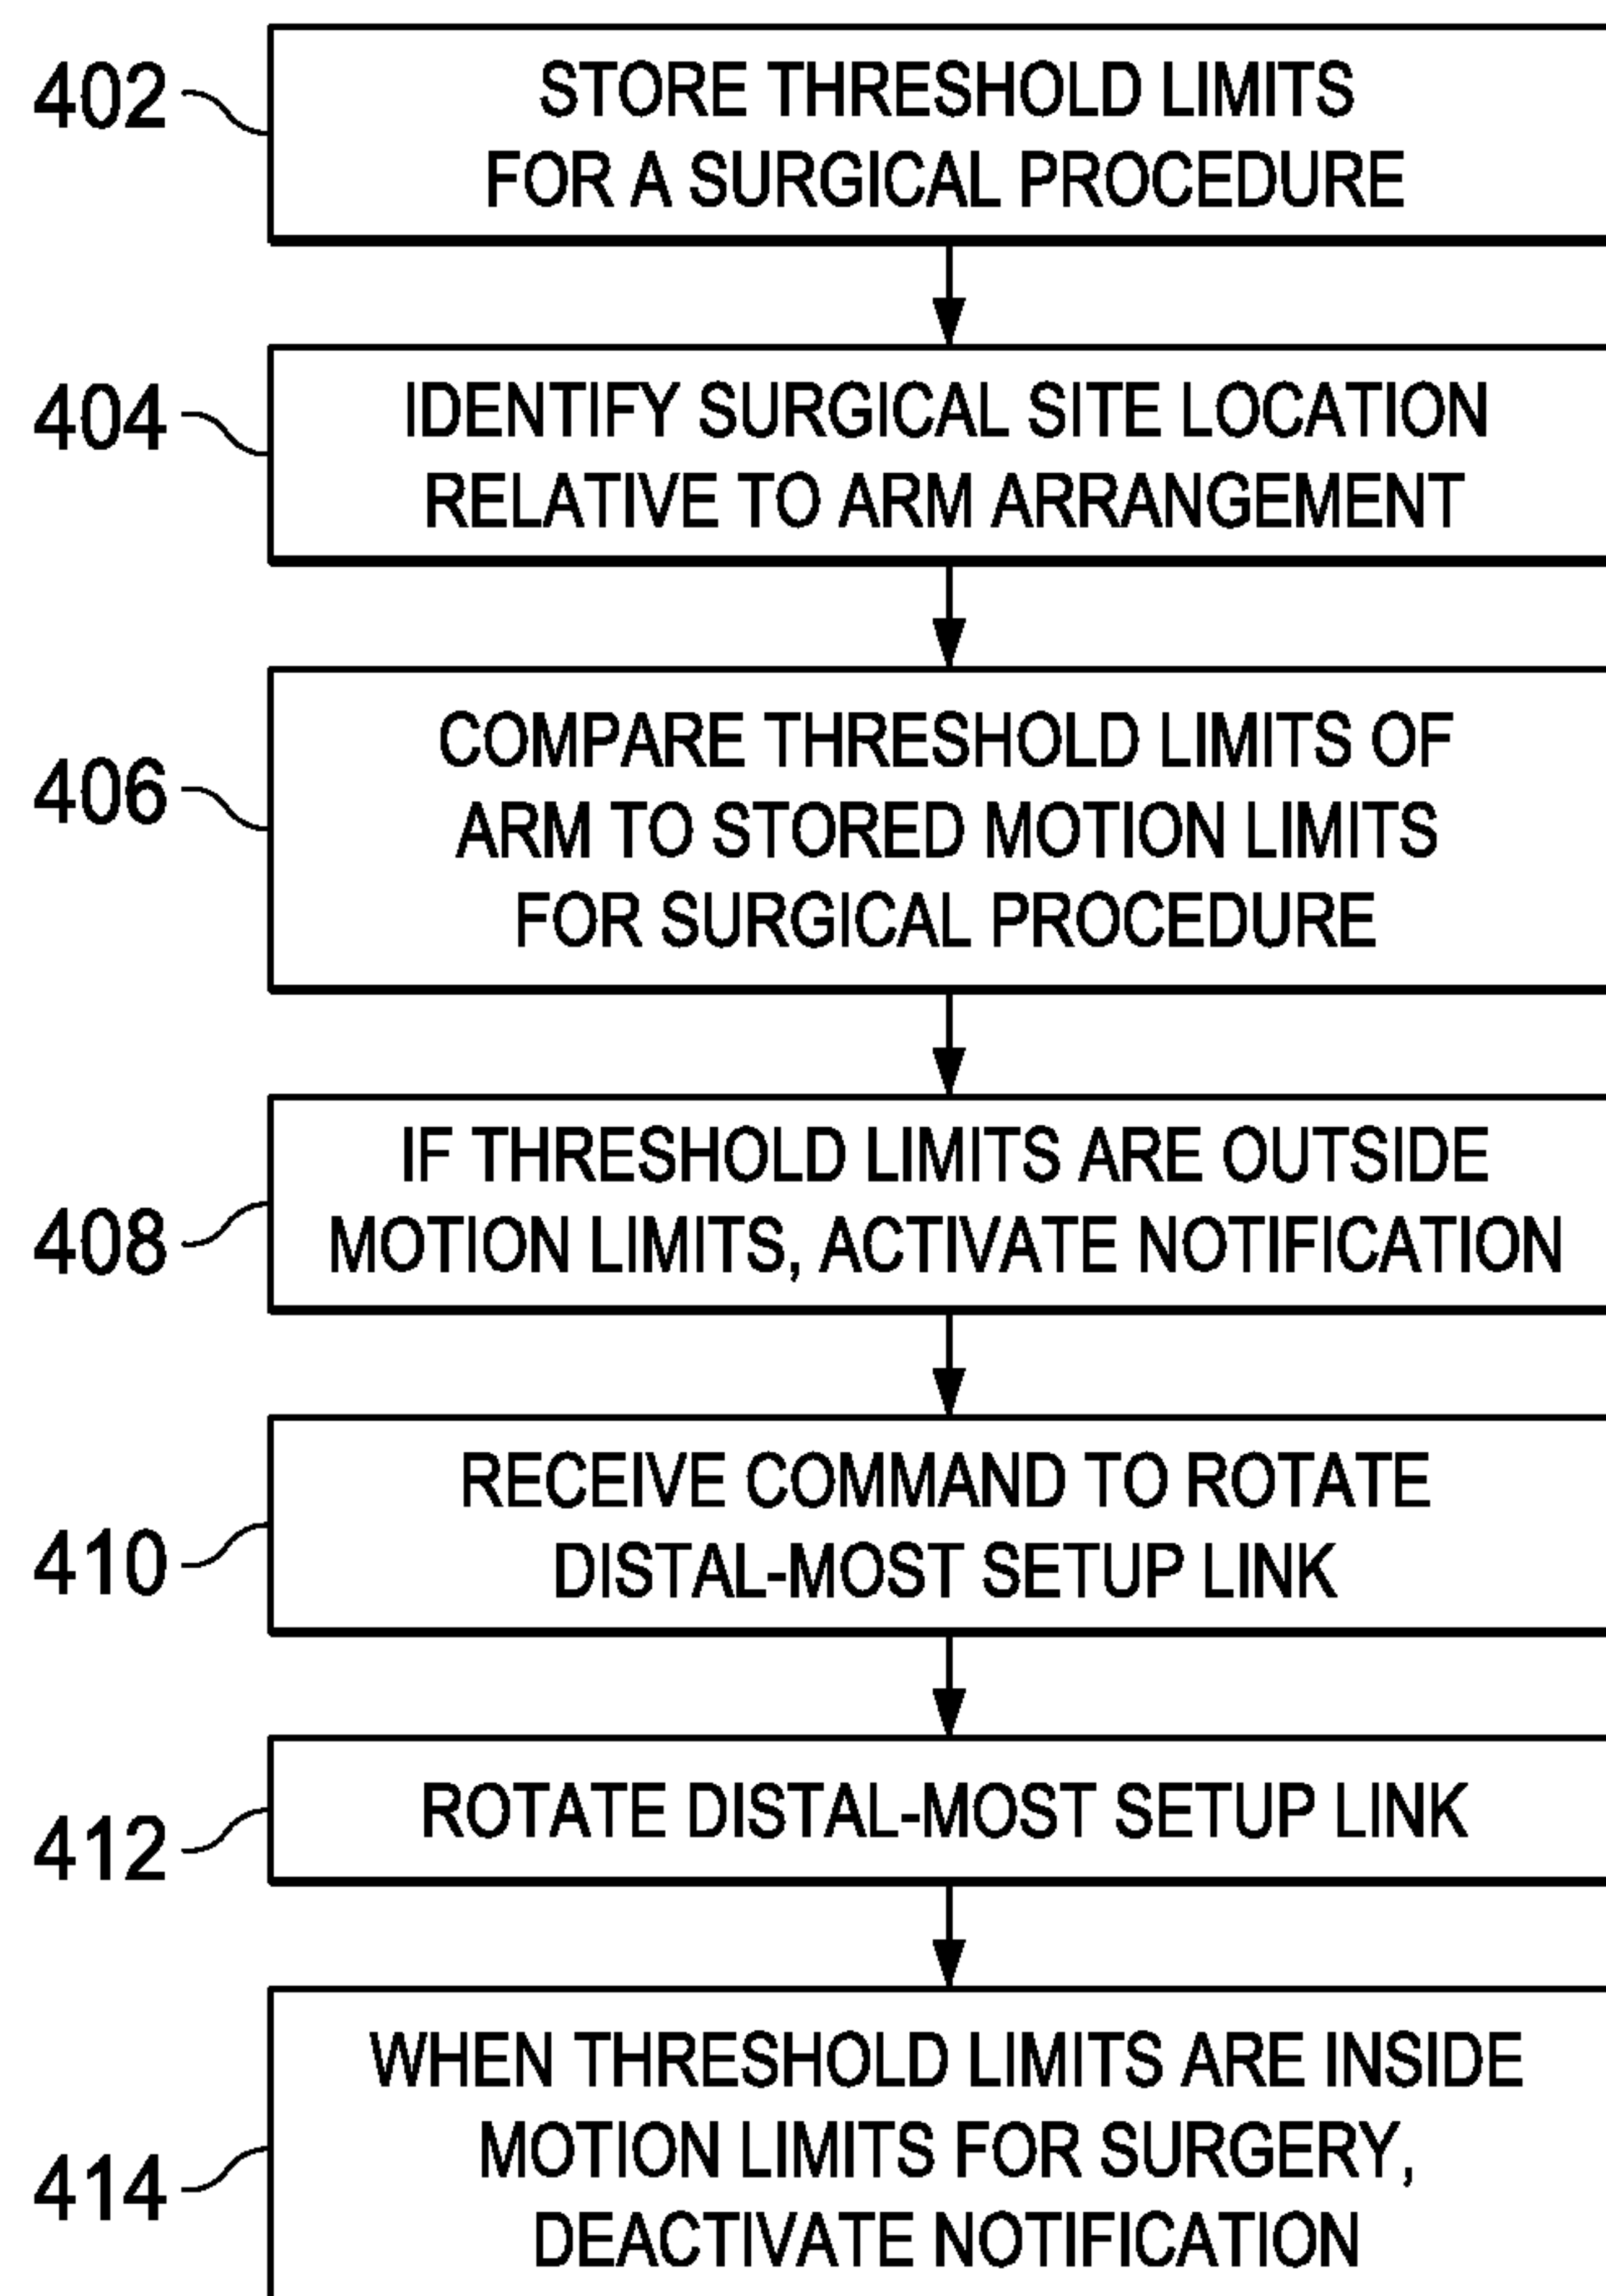 402
STORE THRESHOLD LIMITS
FOR A SURGICAL PROCEDURE
404
IDENTIFY SURGICAL SITE LOCATION
RELATIVE TO ARM ARRANGEMENT
406
COMPARE THRESHOLD LIMITS OF
ARM TO STORED MOTION LIMITS
FOR SURGICAL PROCEDURE
408
IF THRESHOLD LIMITS ARE OUTSIDE
MOTION LIMITS, ACTIVATE NOTIFICATION
410
RECEIVE COMMAND TO ROTATE
DISTAL-MOST SETUP LINK
412
ROTATE DISTAL-MOST SETUP LINK
414
WHEN THRESHOLD LIMITS ARE INSIDE
MOTION LIMITS FOR SURGERY,
DEACTIVATE NOTIFICATION